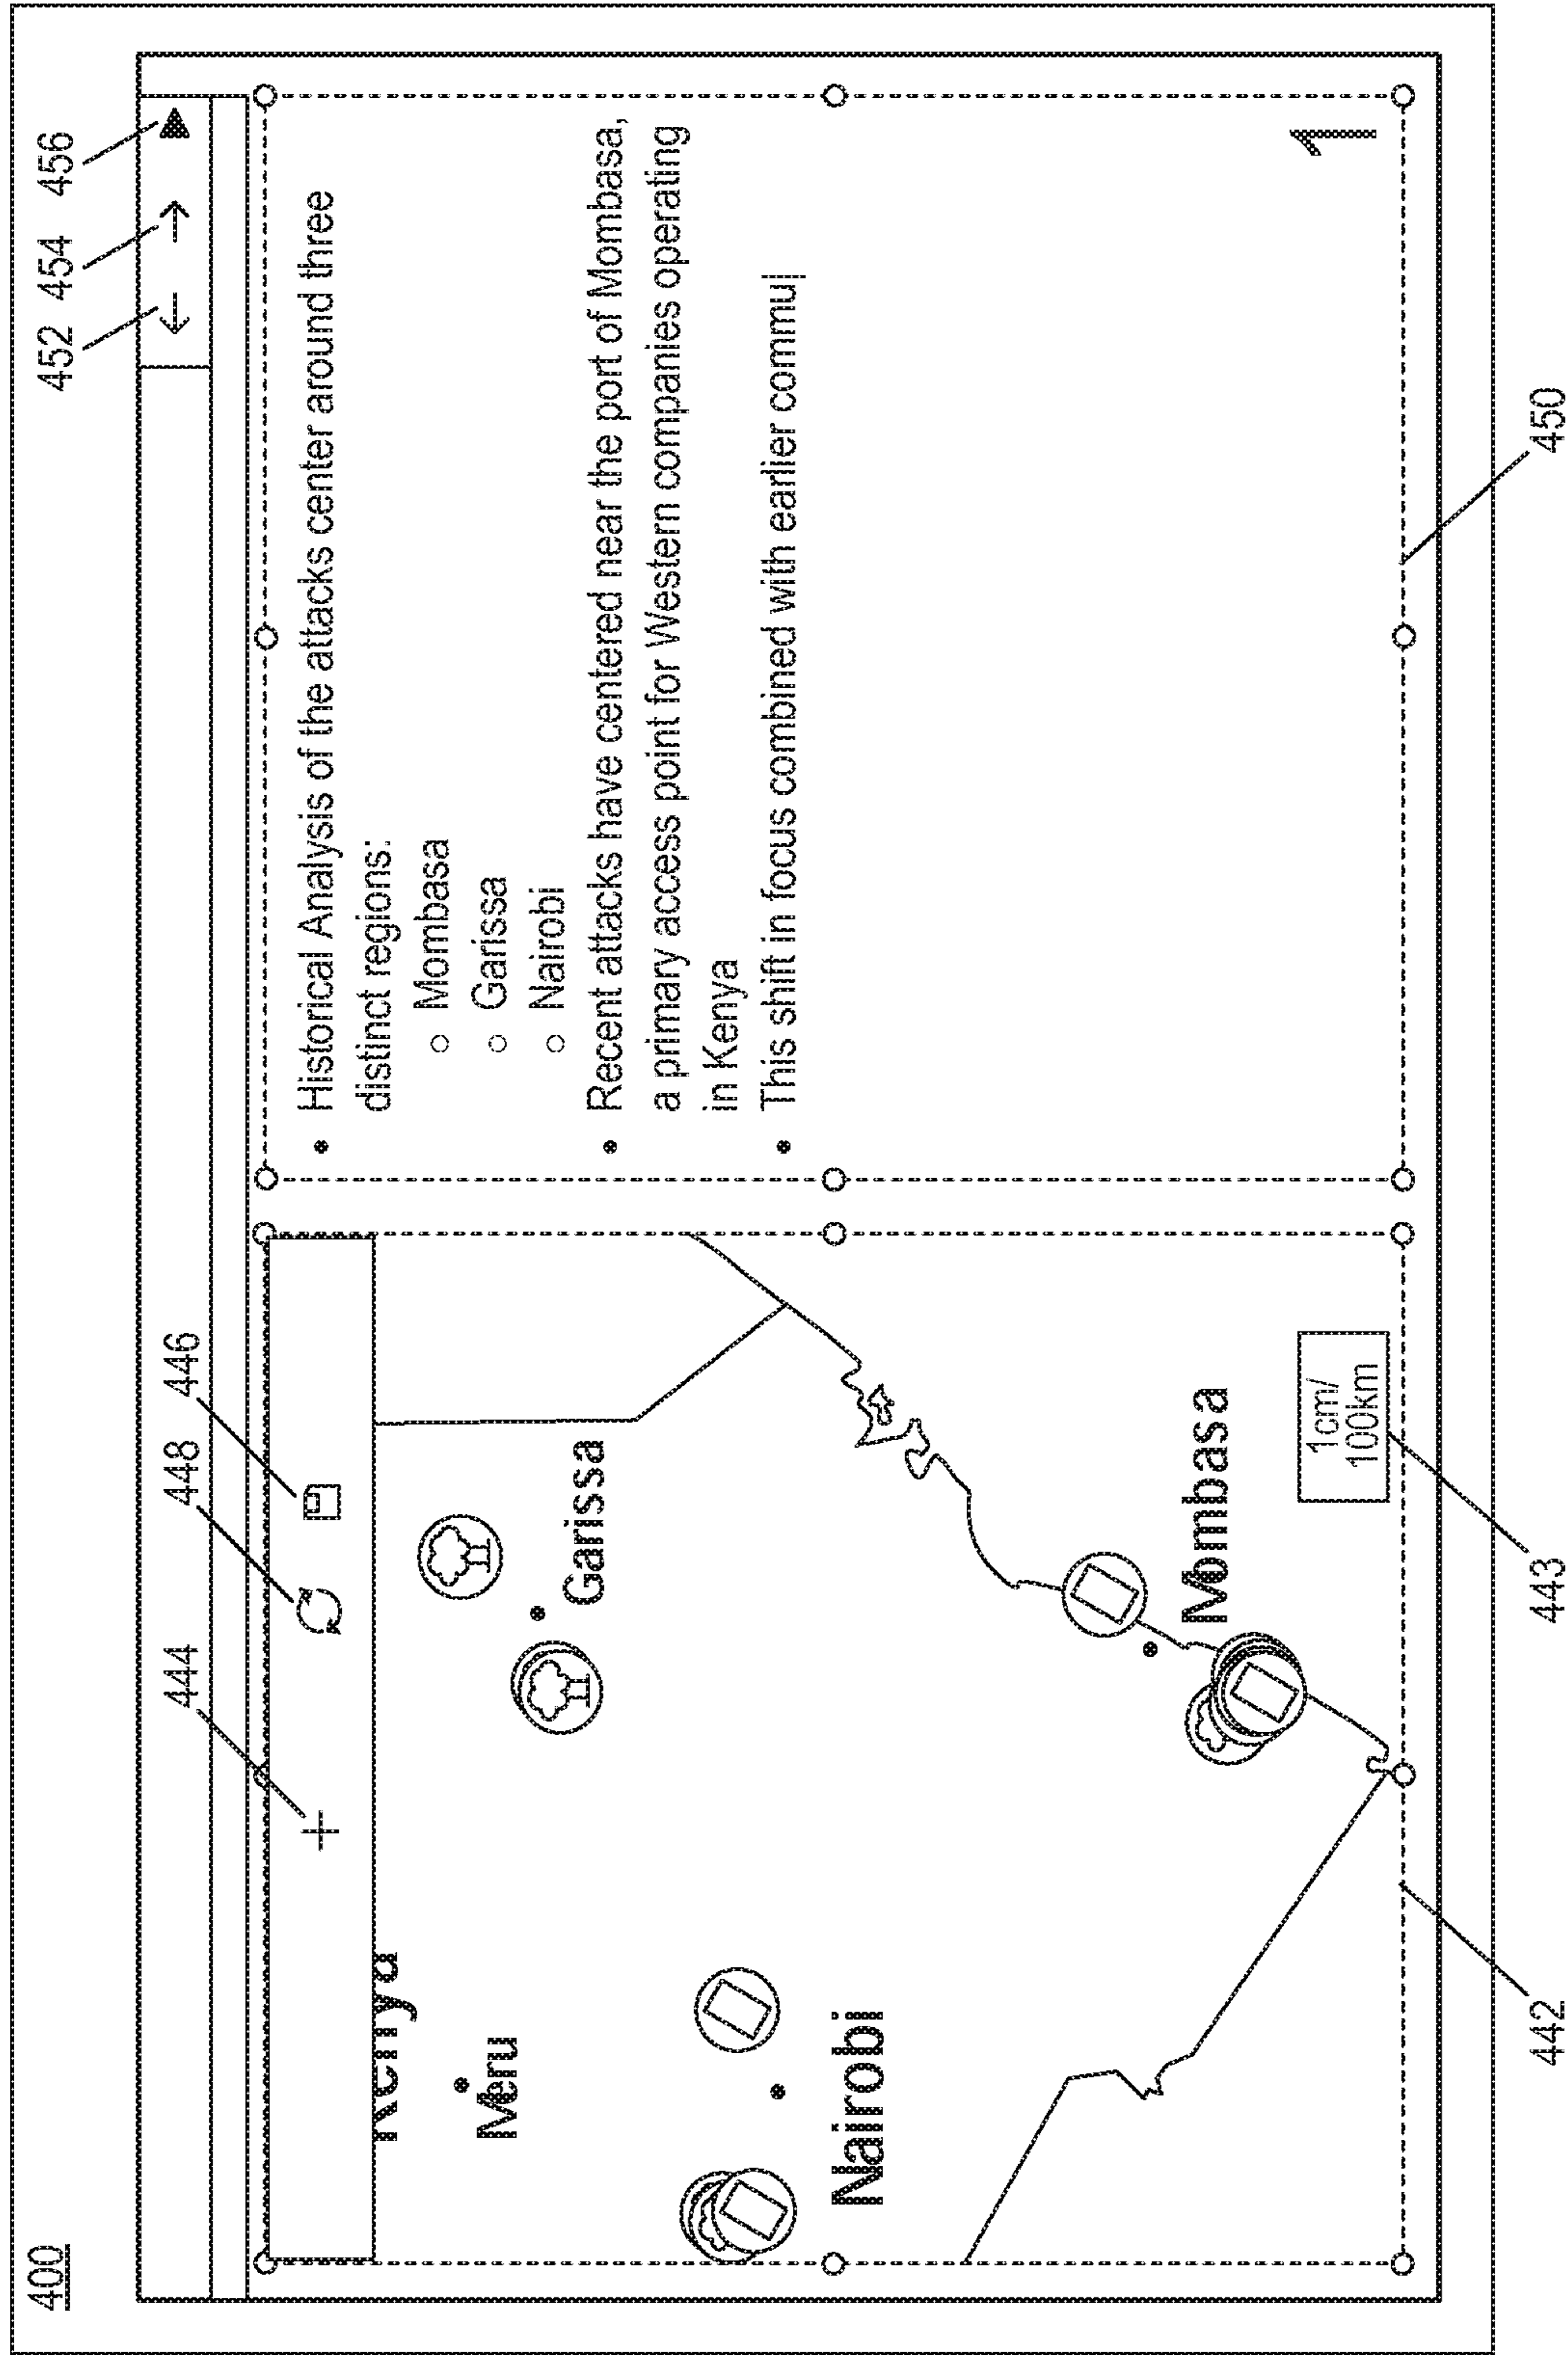 400
452 454 456
444 448 446
Kenya
Meru
Garissa
Nairobi
Mombasa
1cm/
100km
• Historical Analysis of the attacks center around three
distinct regions:
○ Mombasa
○ Garissa
○ Nairobi
• Recent attacks have centered near the port of Mombasa,
a primary access point for Western companies operating
in Kenya
• This shift in focus combined with earlier commu|
1
442
443
450